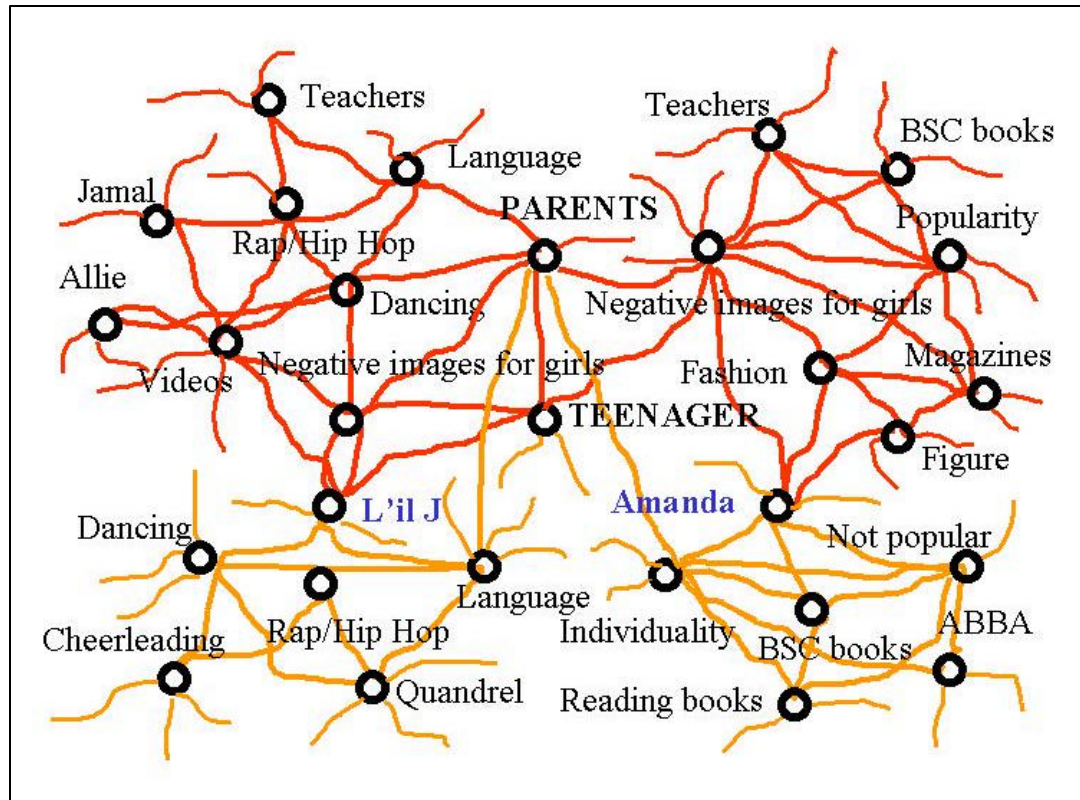 Teachers
Teachers
BSC books
Language
Jamal
PARENTS
Popularity
Rap/Hip Hop
Allie
Dancing
Negative images for girls
Magazines
Videos
Negative images for girls
Fashion
TEENAGER
Figure
L'il J
Amanda
Dancing
Not popular
Language
Individuality
ABBA
Cheerleading
Rap/Hip Hop
BSC books
Quandrel
Reading books